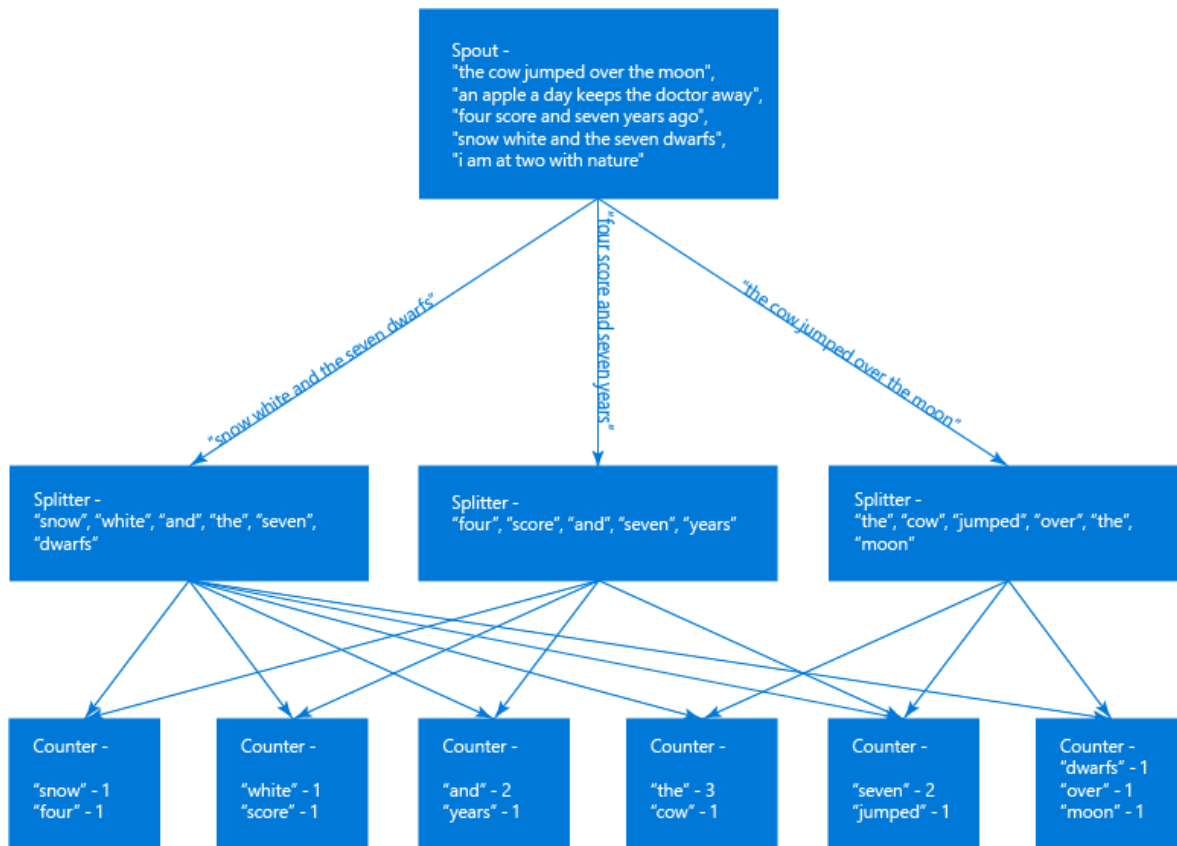 Spout -
"the cow jumped over the moon",
"an apple a day keeps the doctor away",
"four score and seven years ago",
"snow white and the seven dwarfs",
"i am at two with nature"
“snow white and the seven dwarfs”
“four score and seven years”
“the cow jumped over the moon”
Splitter -
“snow”, “white”, “and”, “the”, “seven”,
“dwarfs”
Splitter -
“four”, “score”, “and”, “seven”, “years”
Splitter -
“the”, “cow”, “jumped”, “over”, “the”,
“moon”
Counter -
“snow” - 1
“four” - 1
Counter -
“white” - 1
“score” - 1
Counter -
“and” - 2
“years” - 1
Counter -
“the” - 3
“cow” - 1
Counter -
“seven” - 2
“jumped” - 1
Counter -
“dwarfs” - 1
“over” - 1
“moon” - 1